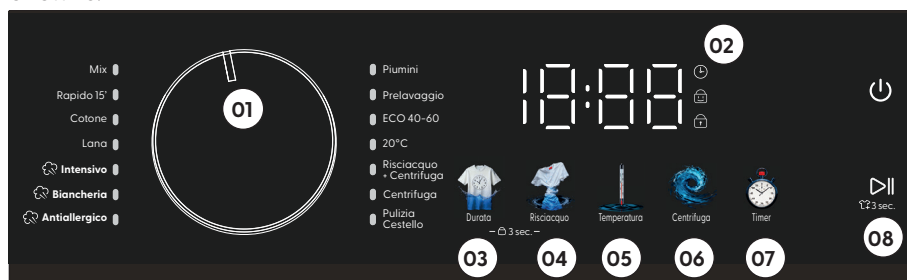 Mix
Rapido 15'
Cotone
Lana
Intensivo
Biancheria
Antiallergico
01
Piumini
Prelavaggio
ECO 40-60
20°C
Risciacquo
+ Centrifuga
Centrifuga
Pulizia
Cestello
18:88
02
Durata
Risciacquo
Temperatura
Centrifuga
Timer
3 sec.
3 sec.
03
04
05
06
07
08